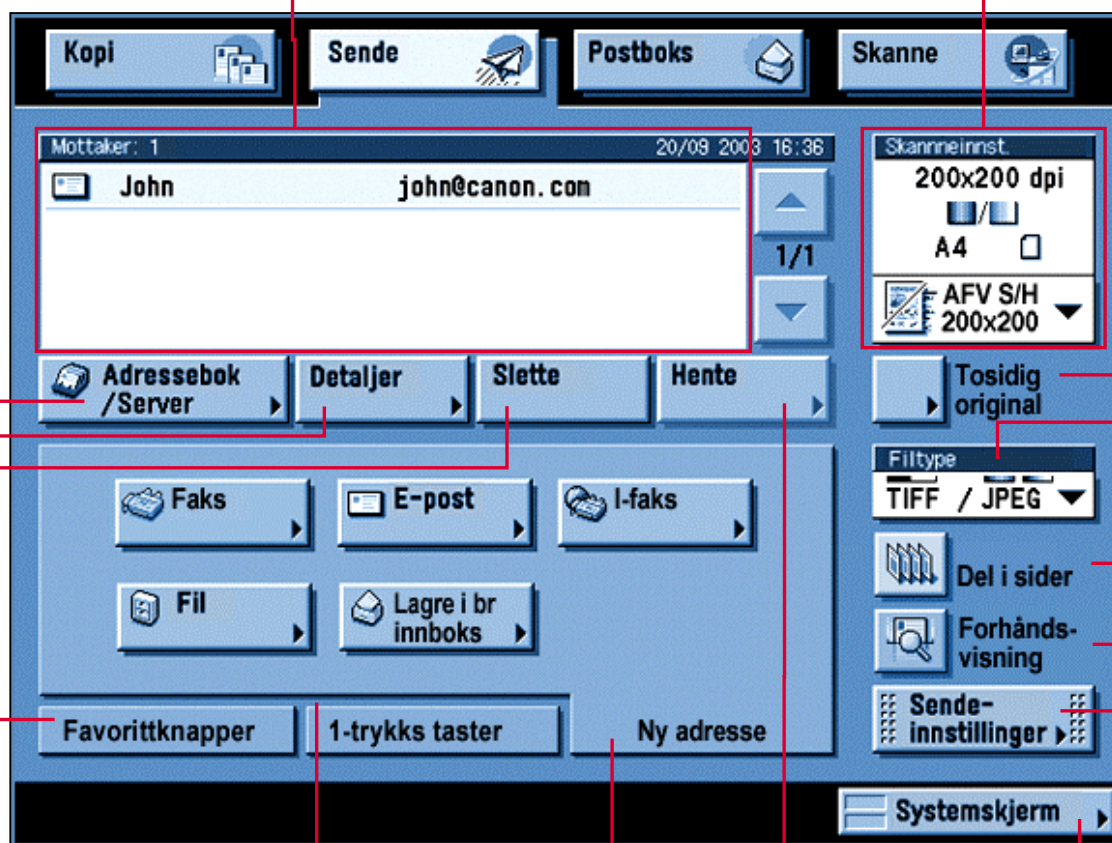 Kopi
Sende
Postboks
Skanne
Mottaker: 1 20/09 2003 16:36
John john@canon.com
1/1
Skannneinnst.
200x200 dpi
/
A4
AFV S/H
200x200
Adressebok
/Server
Detaljer
Slette
Hente
Tosidig
original
Filtype
TIFF / JPEG
Faks
E-post
I-faks
Del i sider
Fil
Lagre i br
innboks
Forhånds-
visning
Sende-
innstillinger
Favorittknapper
1-trykks taster
Ny adresse
Systemskjerm